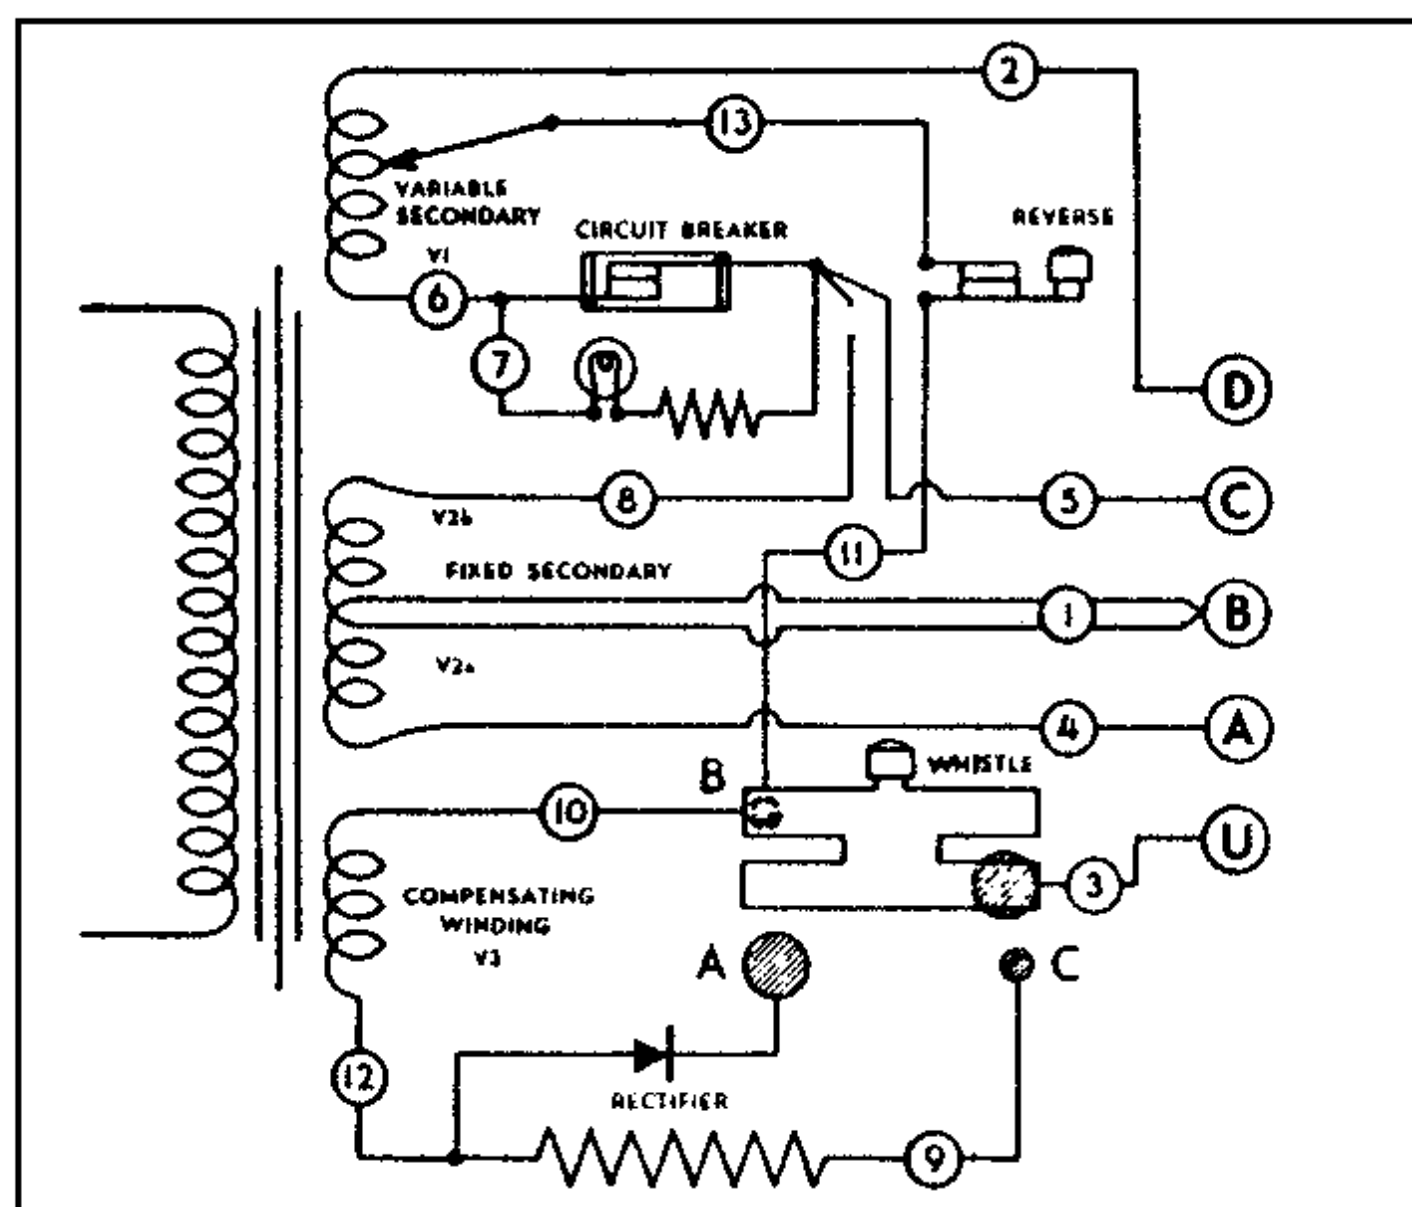 2
13
VARIABLE
SECONDARY
V1
CIRCUIT BREAKER
REVERSE
6
7
D
8
V2b
5
C
11
FIXED SECONDARY
1
B
V2a
4
A
B
WHISTLE
10
U
3
COMPENSATING
WINDING
V3
A
C
12
RECTIFIER
9